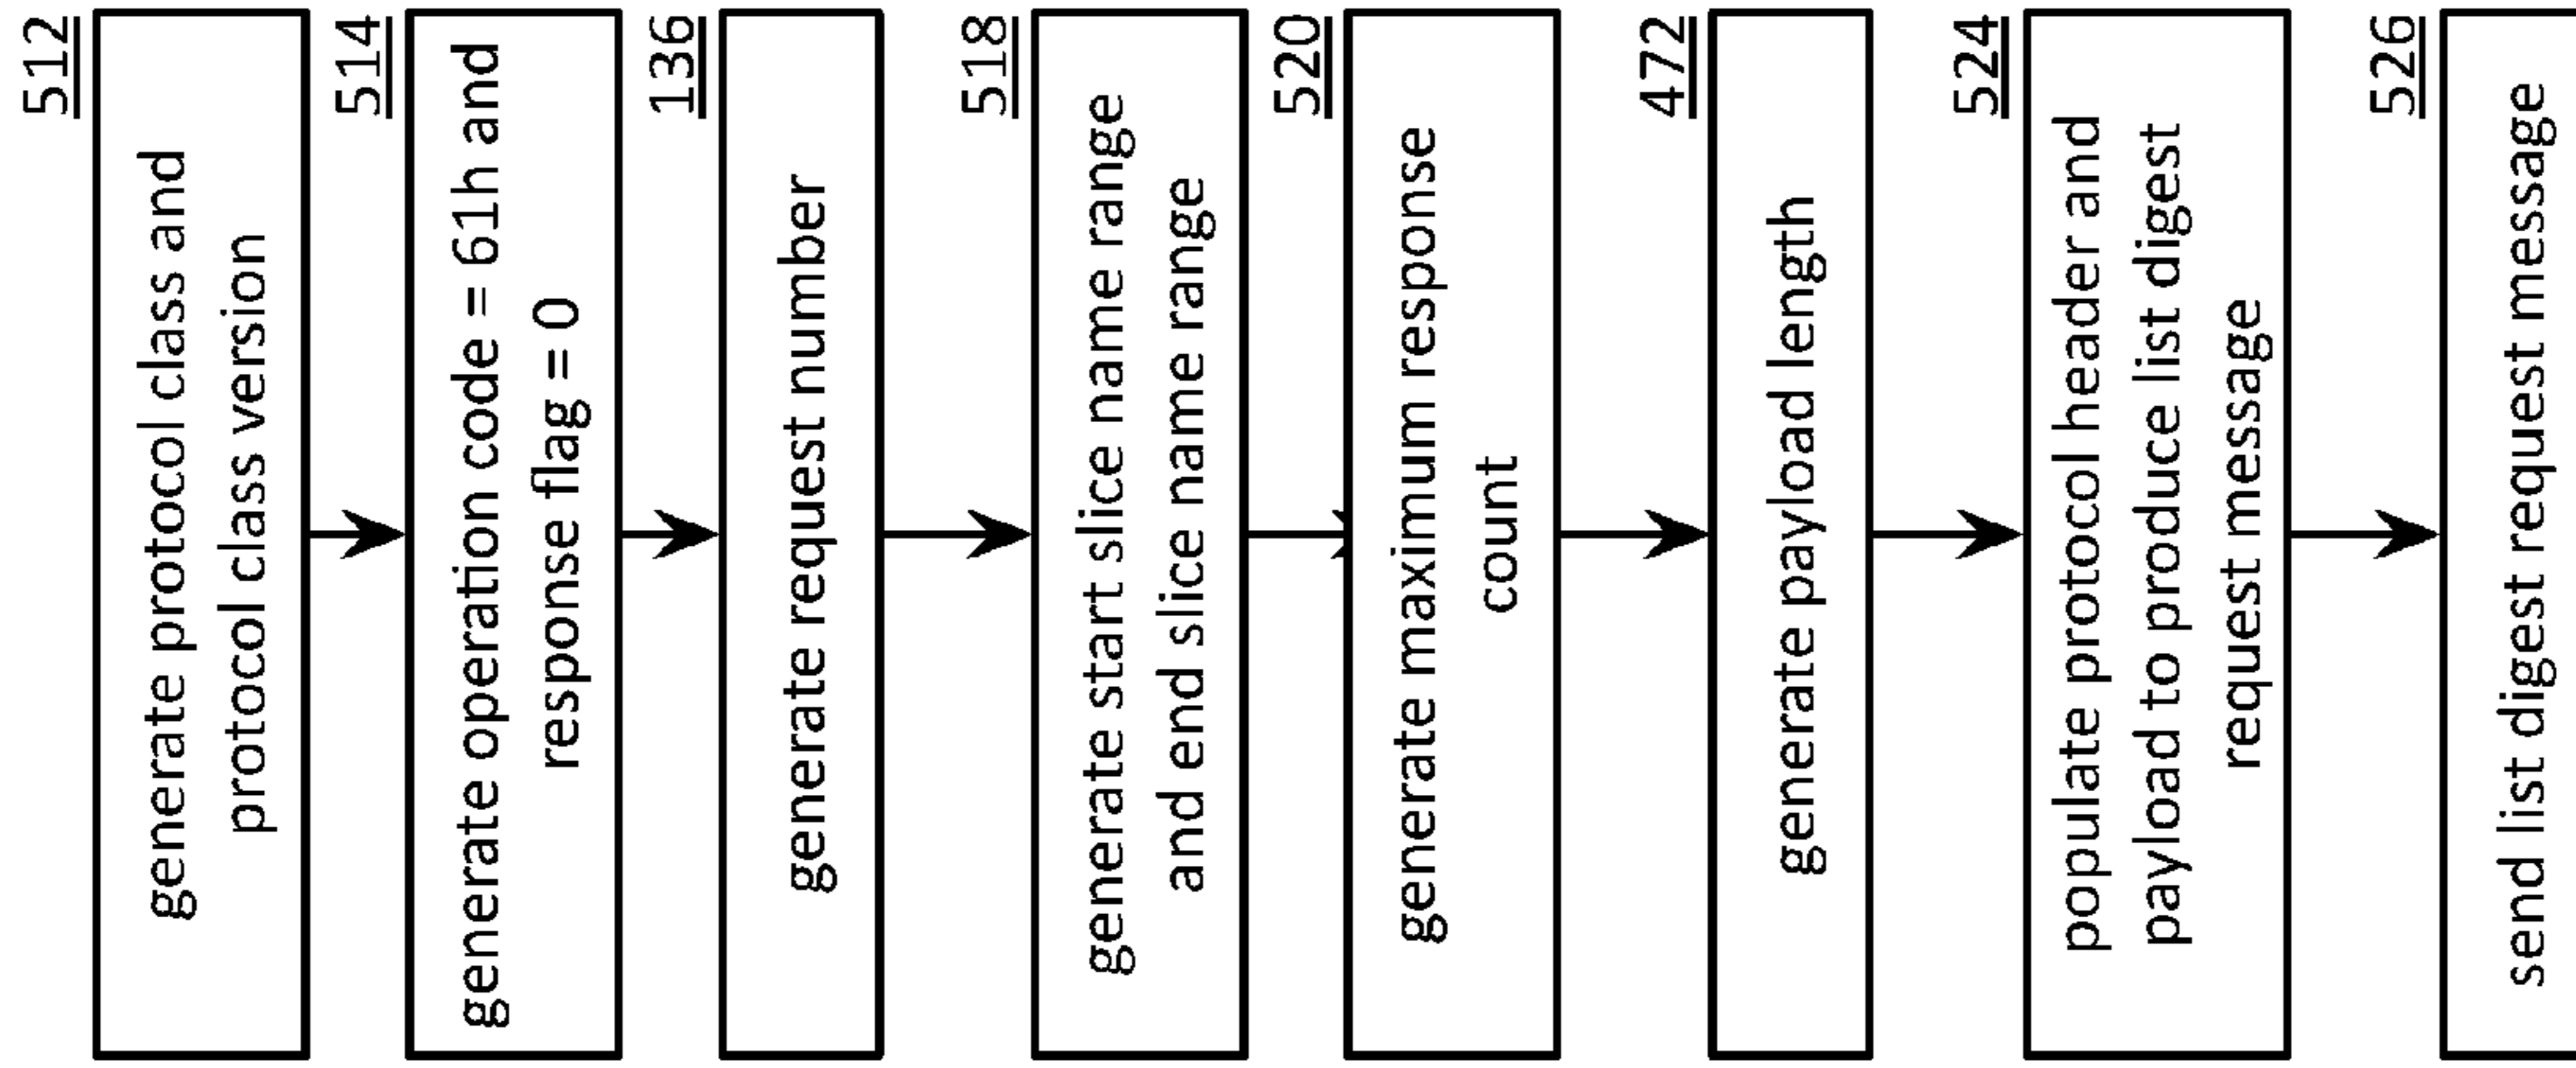 512
generate protocol class and
protocol class version
514
generate operation code = 61h and
response flag = 0
136
generate request number
518
generate start slice name range
and end slice name range
520
generate maximum response
count
472
generate payload length
524
populate protocol header and
payload to produce list digest
request message
526
send list digest request message